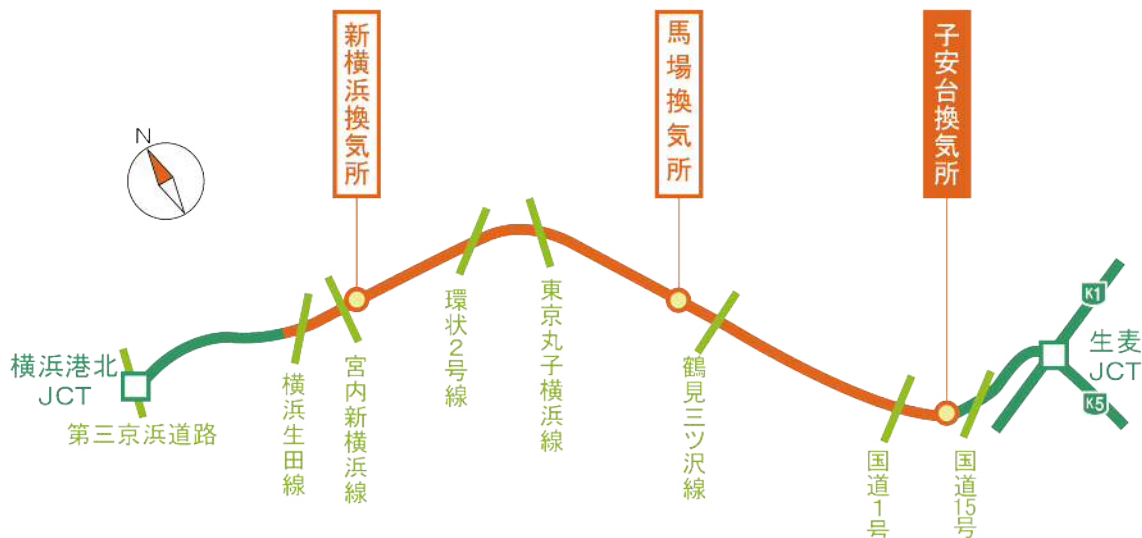 新横浜換気所
馬場換気所
子安台換気所
N
K1
環状2号線
東京丸子横浜線
生麦
JCT
横浜港北
JCT
宮内新横浜線
鶴見三ツ沢線
横浜生田線
K5
第三京浜道路
国道1号
国道15号